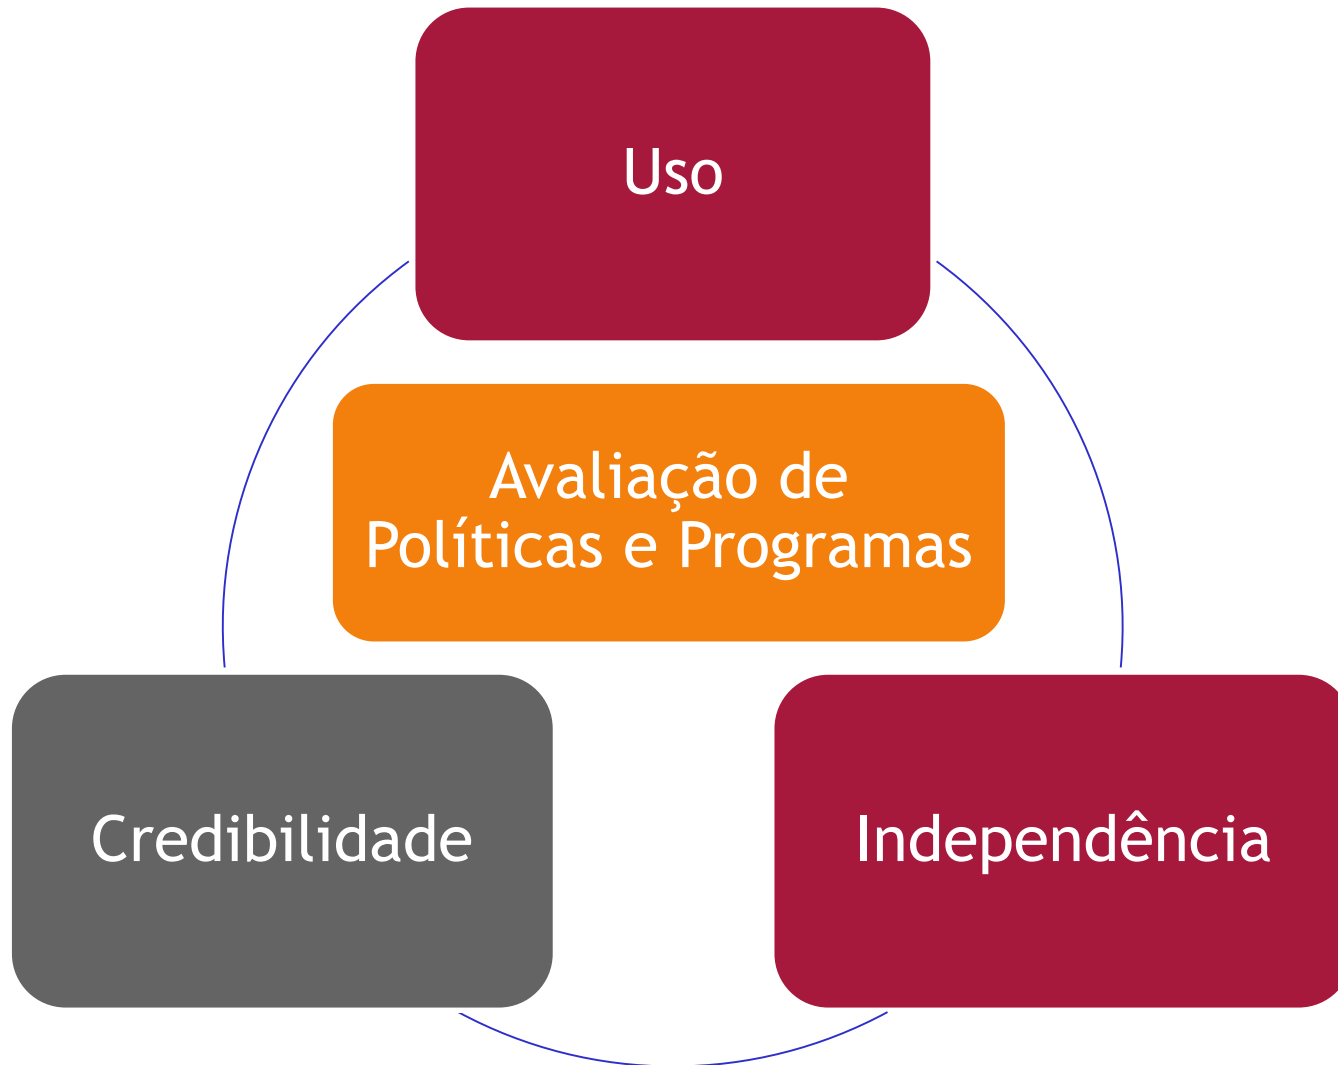 Uso
Avaliação de
Políticas e Programas
Credibilidade
Independência